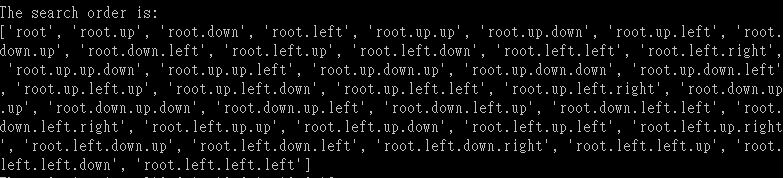 The search order is:
['root', 'root.up', 'root.down', 'root.left', 'root.up.up', 'root.up.down', 'root.up.left', 'root.
down.up', 'root.down.left', 'root.left.up', 'root.left.down', 'root.left.left', 'root.left.right',
'root.up.up.down', 'root.up.up.left', 'root.up.down.up', 'root.up.down.down', 'root.up.down.left'
, 'root.up.left.up', 'root.up.left.down', 'root.up.left.left', 'root.up.left.right', 'root.down.up
.up', 'root.down.up.down', 'root.down.up.left', 'root.down.left.up', 'root.down.left.left', 'root.
down.left.right', 'root.left.up.up', 'root.left.up.down', 'root.left.up.left', 'root.left.up.right
', 'root.left.down.up', 'root.left.down.left', 'root.left.down.right', 'root.left.left.up', 'root.
left.left.down', 'root.left.left.left']